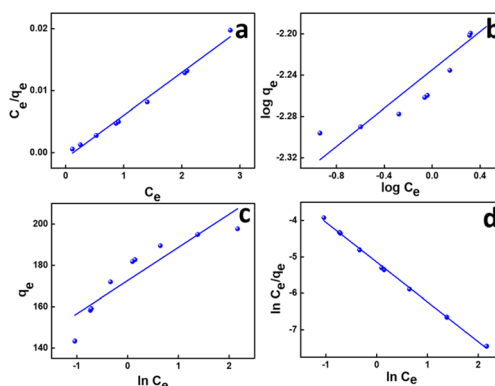 a
0.02
0.01
0.00
Ce/qe
0 1 2 3
Ce
b
-2.20
-2.24
-2.28
-2.32
log qe
-0.8 -0.4 0.0 0.4
log Ce
c
200
180
160
140
qe
-1 0 1 2
ln Ce
d
-4
-5
-6
-7
ln Ce/qe
-1 0 1 2
ln Ce